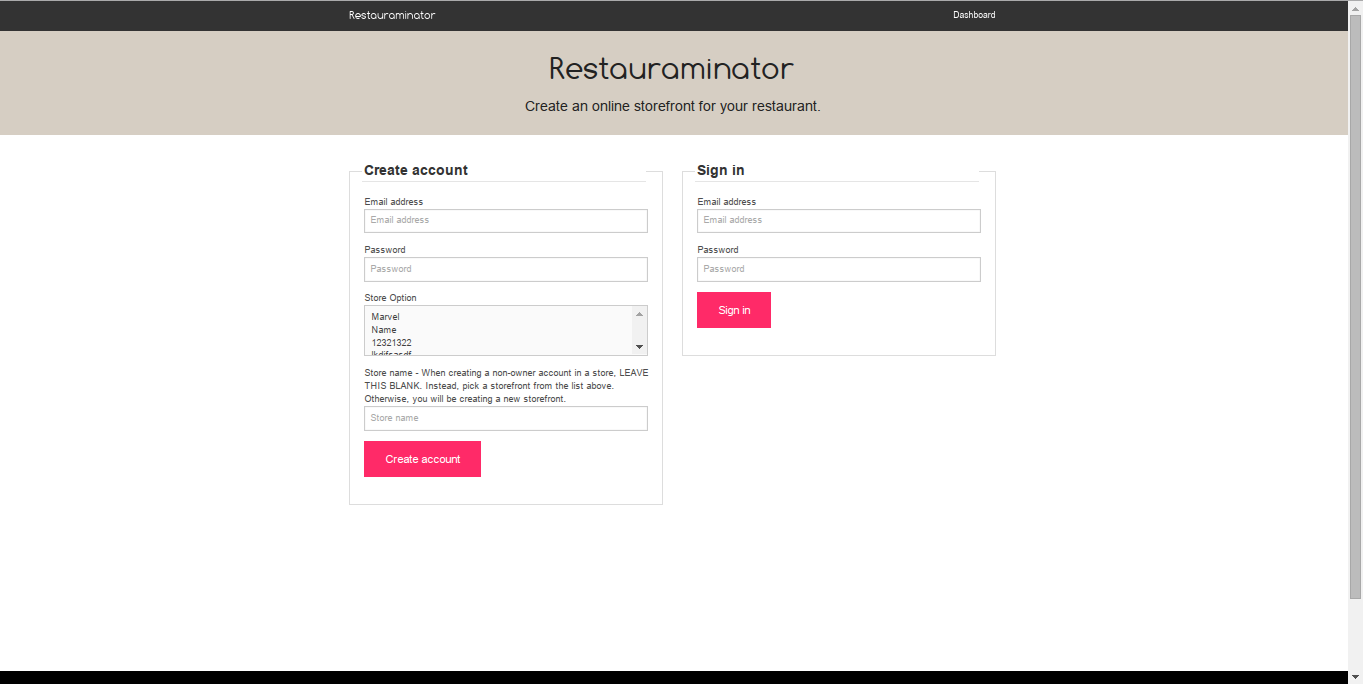 Restauraminator
Dashboard
Restauraminator
Create an online storefront for your restaurant.
Create account
Email address
Email address
Password
Password
Store Option
Marvel
Name
12321322
Store name - When creating a non-owner account in a store, LEAVE
THIS BLANK. Instead, pick a storefront from the list above.
Otherwise, you will be creating a new storefront.
Store name
Create account
Sign in
Email address
Email address
Password
Password
Sign in